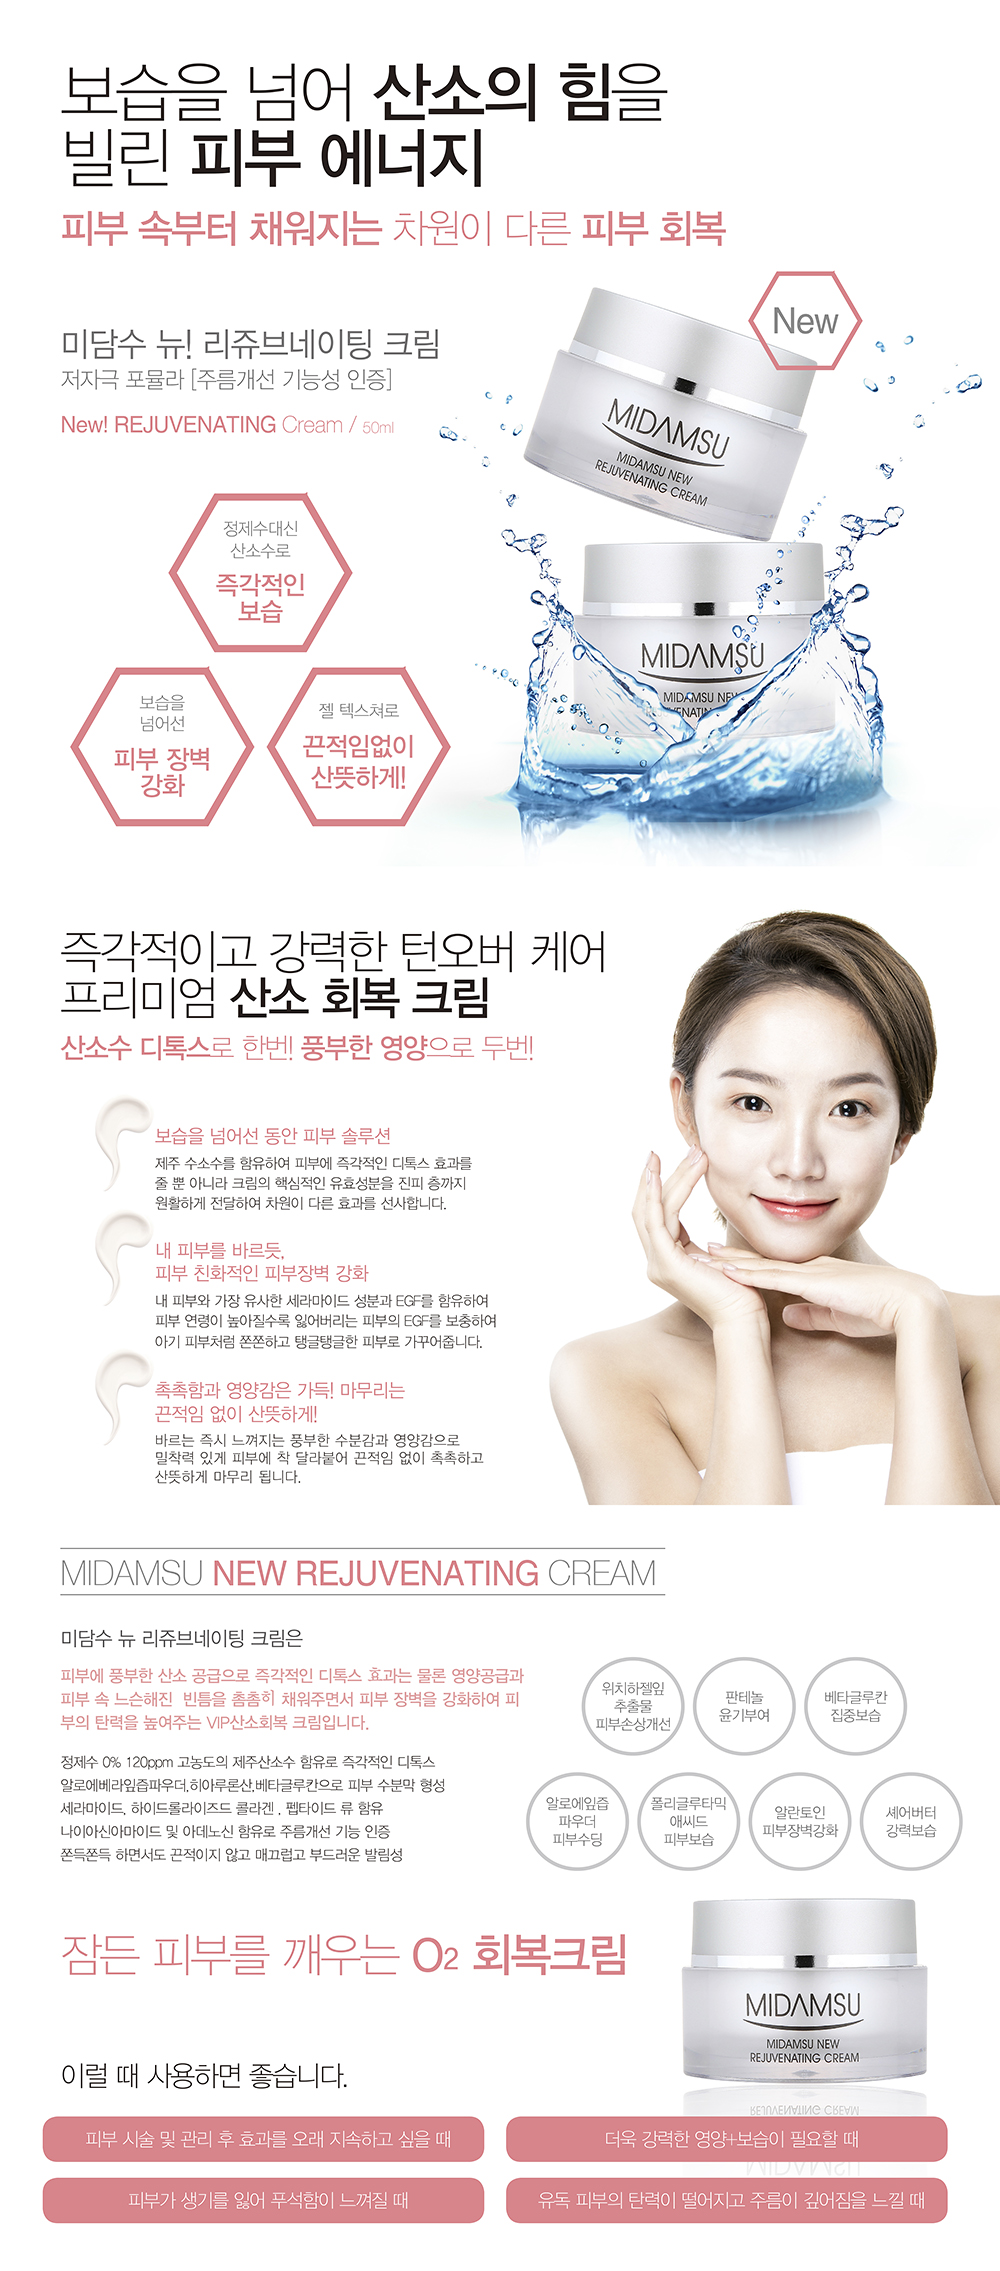 보습을 넘어 산소의 힘을
빌린 피부 에너지
피부 속부터 채워지는 차원이 다른 피부 회복
New
미담수 뉴! 리쥬브네이팅 크림
저자극 포뮬라 [주름개선 기능성 인증]
New! REJUVENATING Cream / 50ml
MIDAMSU
MIDAMSU NEW
REJUVENATING CREAM
정제수대신
산소수로
즉각적인
보습
MIDAMSU
MIDAMSU NEW
보습을
넘어선
피부 장벽
강화
젤 텍스쳐로
끈적임없이
산뜻하게!
즉각적이고 강력한 턴오버 케어
프리미엄 산소 회복 크림
산소수 디톡스로 한번! 풍부한 영양으로 두번!
보습을 넘어선 동안 피부 솔루션
제주 수소수를 함유하여 피부에 즉각적인 디톡스 효과를
줄 뿐 아니라 크림의 핵심적인 유효성분을 진피 층까지
원활하게 전달하여 차원이 다른 효과를 선사합니다.
내 피부를 바르듯,
피부 친화적인 피부장벽 강화
내 피부와 가장 유사한 세라마이드 성분과 EGF를 함유하여
피부 연령이 높아질수록 잃어버리는 피부의 EGF를 보충하여
아기 피부처럼 쫀쫀하고 탱글탱글한 피부로 가꾸어줍니다.
촉촉함과 영양감은 가득! 마무리는
끈적임 없이 산뜻하게!
바르는 즉시 느껴지는 풍부한 수분감과 영양감으로
밀착력 있게 피부에 착 달라붙어 끈적임 없이 촉촉하고
산뜻하게 마무리 됩니다.
MIDAMSU NEW REJUVENATING CREAM
미담수 뉴 리쥬브네이팅 크림은
피부에 풍부한 산소 공급으로 즉각적인 디톡스 효과는 물론 영양공급과
피부 속 느슨해진 빈틈을 촘촘히 채워주면서 피부 장벽을 강화하여 피
부의 탄력을 높여주는 VIP산소회복 크림입니다.
정제수 0% 120ppm 고농도의 제주산소수 함유로 즉각적인 디톡스
알로에베라잎즙파우더,히아루론산,베타글루칸으로 피부 수분막 형성
세라마이드, 하이드롤라이즈드 콜라겐 , 펩타이드 류 함유
나이아신아마이드 및 아데노신 함유로 주름개선 기능 인증
쫀득쫀득 하면서도 끈적이지 않고 매끄럽고 부드러운 발림성
위치하젤잎
추출물
피부손상개선
판테놀
윤기부여
베타글루칸
집중보습
알로에잎즙
파우더
피부수딩
폴리글루타믹
애씨드
피부보습
알란토인
피부장벽강화
셰어버터
강력보습
잠든 피부를 깨우는 O2 회복크림
MIDAMSU
MIDAMSU NEW
REJUVENATING CREAM
이럴 때 사용하면 좋습니다.
피부 시술 및 관리 후 효과를 오래 지속하고 싶을 때
더욱 강력한 영양+보습이 필요할 때
피부가 생기를 잃어 푸석함이 느껴질 때
유독 피부의 탄력이 떨어지고 주름이 깊어짐을 느낄 때